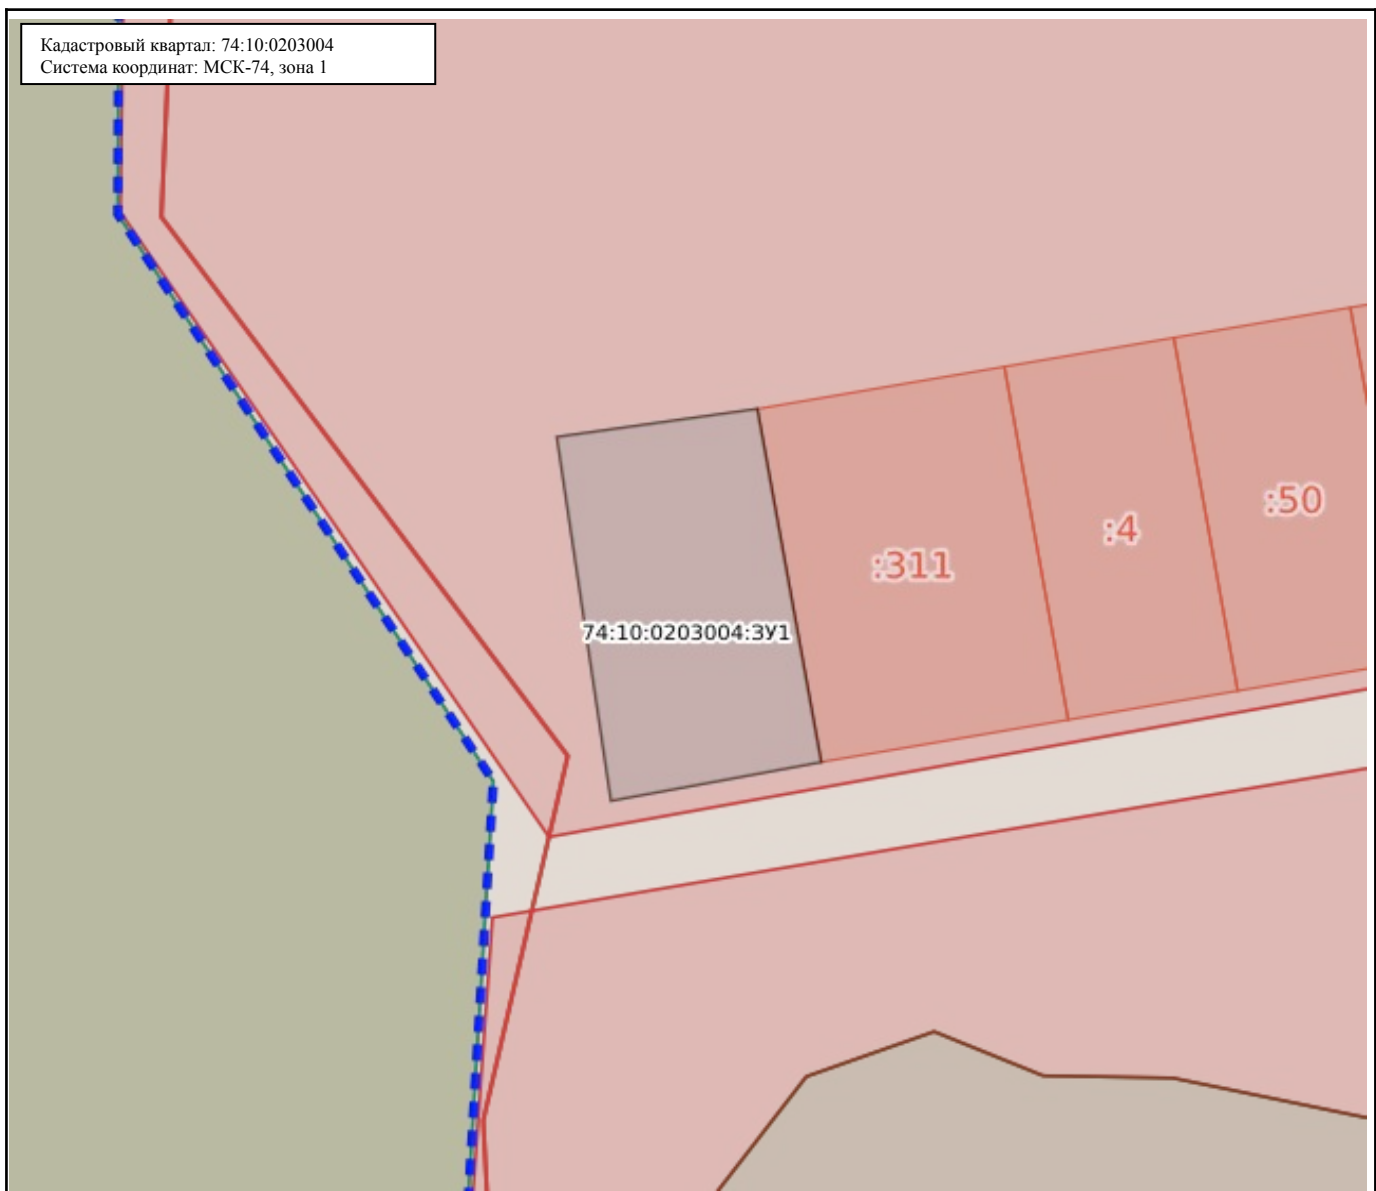 Кадастровый квартал: 74:10:0203004
Система координат: МСК-74, зона 1
:50
:4
:311
74:10:0203004:ЗУ1